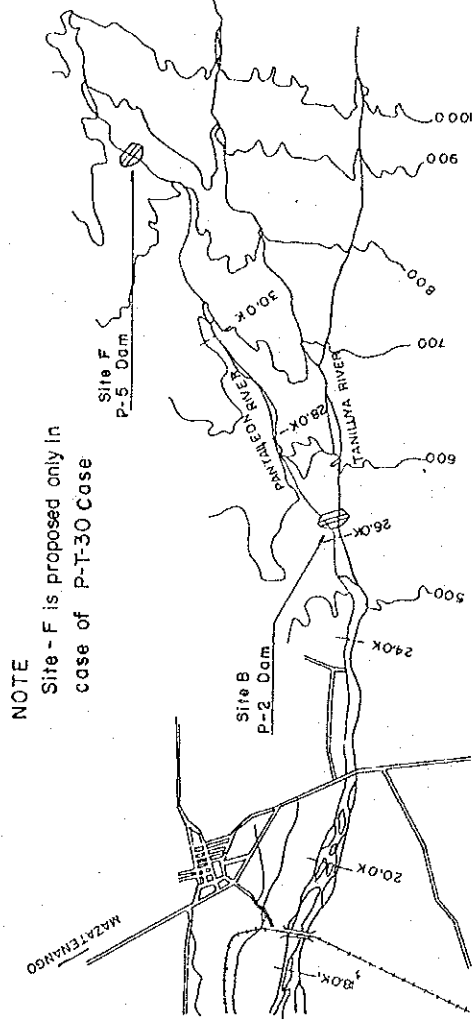 NOTE
Site - F is proposed only in
case of P-T-30 Case
Site F
P-5 Dam
Site B
P-2 Dam
PANTALEON RIVER
TANILUYA RIVER
MAZATENANGO
30.0K
28.0K
26.0K
24.0K
20.0K
18.0K
500
600
700
800
900
1000